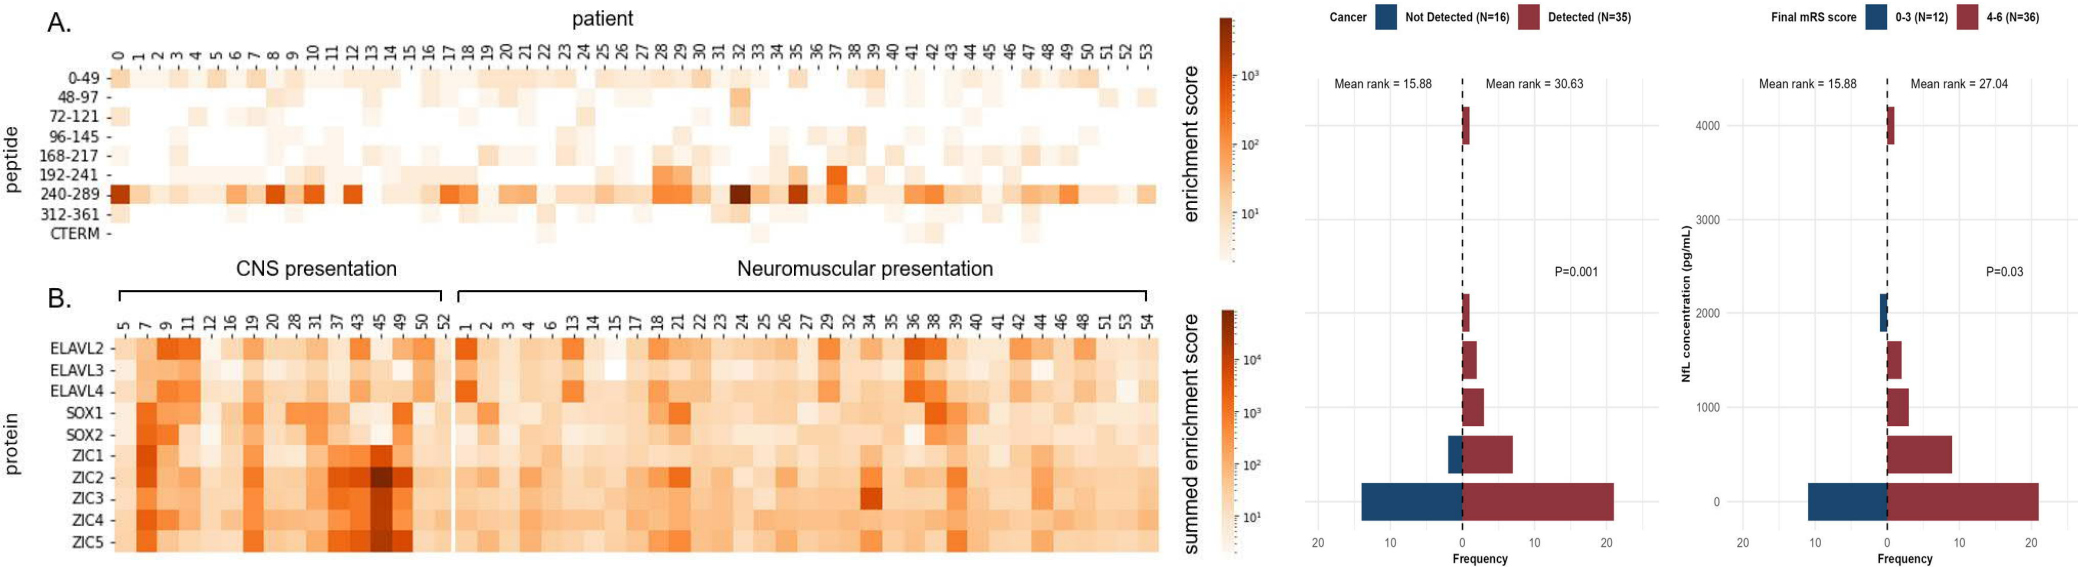 A.
patient
0 1 2 3 5 6 7 8 9 10 11 12 13 14 15 16 17 18 19 20 21 22 23 24 25 26 27 28 29 30 31 32 33 34 35 36 37 38 39 40 41 42 43 44 45 46 47 48 49 50 51 52 53
peptide
0-49
48-97
72-121
96-145
168-217
192-241
240-289
312-361
CTERM
enrichment score
10³
10²
10¹
CNS presentation
Neuromuscular presentation
B.
5 7 9 11 12 16 19 20 28 31 37 43 45 49 50 52
1 2 3 4 6 13 14 15 17 18 21 22 23 24 25 26 27 29 32 34 35 36 38 39 40 41 42 44 46 48 51 53 54
protein
ELAVL2
ELAVL3
ELAVL4
SOX1
SOX2
ZIC1
ZIC2
ZIC3
ZIC4
ZIC5
summed enrichment score
10⁴
10³
10²
10¹
Cancer Not Detected (N=16) Detected (N=35)
Mean rank = 15.88 Mean rank = 30.63
P=0.001
20 10 0 10 20
Frequency
Final mRS score 0-3 (N=12) 4-6 (N=36)
Mean rank = 15.88 Mean rank = 27.04
NfL concentration (pg/mL)
4000
3000
P=0.03
2000
1000
0
20 10 0 10 20
Frequency